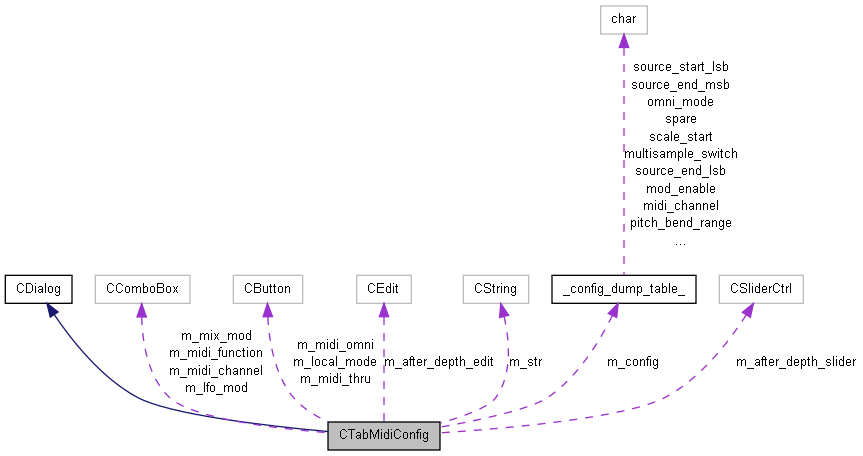 char
source_start_lsb
source_end_msb
omni_mode
spare
scale_start
multisample_switch
source_end_lsb
mod_enable
midi_channel
pitch_bend_range
...
CDialog
CComboBox
CButton
CEdit
CString
_config_dump_table_
CSliderCtrl
m_mix_mod
m_midi_function
m_midi_channel
m_lfo_mod
m_midi_omni
m_local_mode
m_midi_thru
m_after_depth_edit
m_str
m_config
m_after_depth_slider
CTabMidiConfig